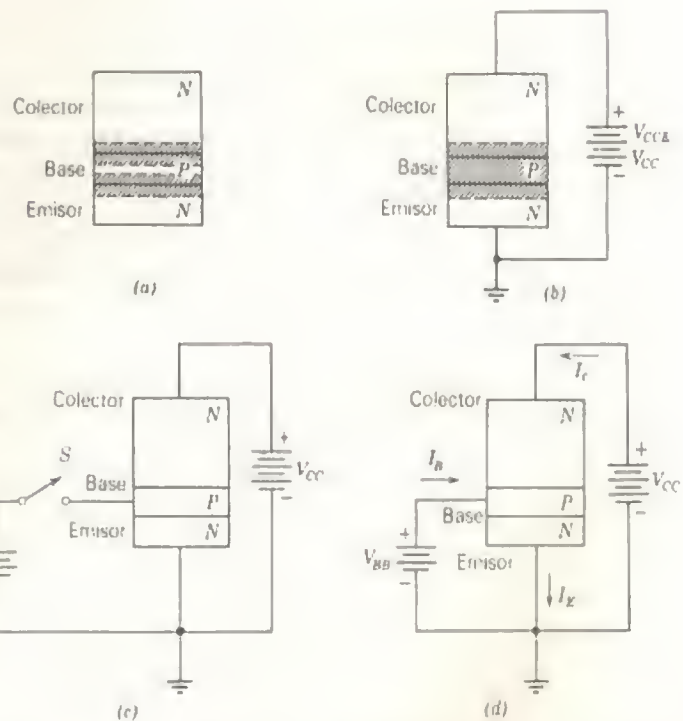 N
Colector
Base
P
Emisor
N
(a)
N
Colector
Base
P
Emisor
N
+
V_CC&
V_CC
-
(b)
Colector
N
S
Base
P
Emisor
N
+
V_CC
-
(c)
I_C
Colector
N
I_B
P
Base
N
Emisor
+
V_BB
-
I_E
+
V_CC
-
(d)